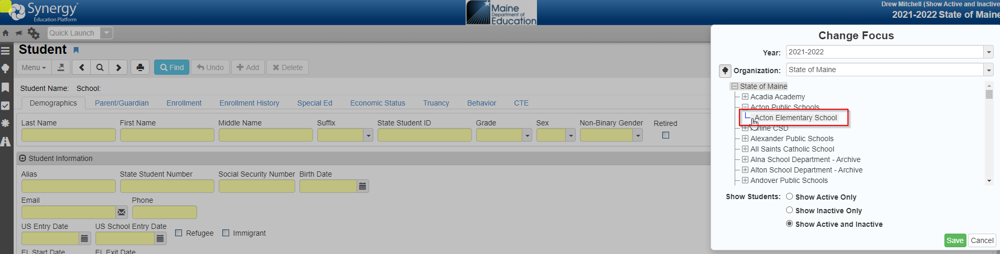 Synergy®
Education Platform
Maine
Department of
Education
Drew Mitchell (Show Active and Inactive
2021-2022 State of Maine
Quick Launch
Student
Menu
Find
Undo
Add
Delete
Student Name: School:
Demographics Parent/Guardian Enrollment Enrollment History Special Ed Economic Status Truancy Behavior CTE
Last Name First Name Middle Name Suffix State Student ID Grade Sex Non-Binary Gender Retired
Student Information
Alias State Student Number Social Security Number Birth Date
Email Phone
US Entry Date US School Entry Date Refugee Immigrant
EL Start Date EL Exit Date
Change Focus
Year: 2021-2022
Organization: State of Maine
State of Maine
Acadia Academy
Acton Public Schools
Acton Elementary School
CSD
Alexander Public Schools
All Saints Catholic School
Alna School Department - Archive
Alton School Department - Archive
Andover Public Schools
Show Students: Show Active Only
Show Inactive Only
Show Active and Inactive
Save Cancel